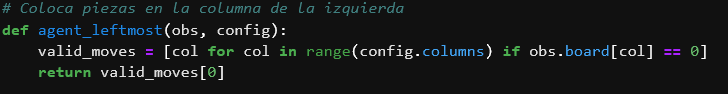 # Coloca piezas en la columna de la izquierda
def agent_leftmost(obs, config):
    valid_moves = [col for col in range(config.columns) if obs.board[col] == 0]
    return valid_moves[0]